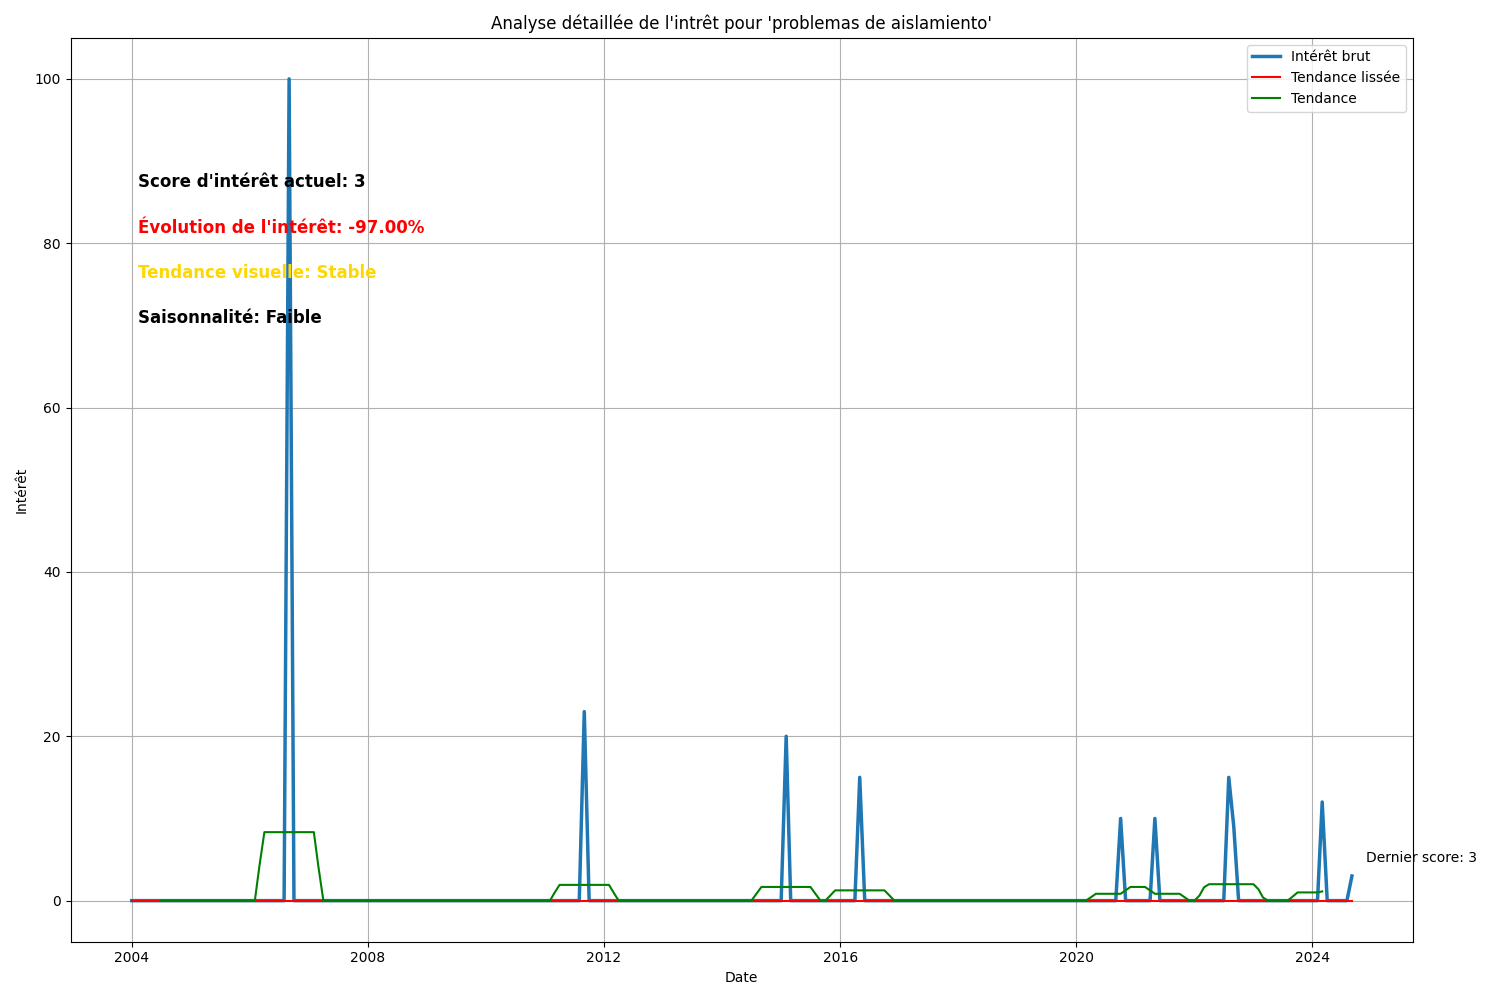 Analyse détaillée de l'intrêt pour 'problemas de aislamiento'
Intérêt brut
Tendance lissée
Tendance
100
80
60
40
20
0
Intérêt
Score d'intérêt actuel: 3
Évolution de l'intérêt: -97.00%
Tendance visuelle: Stable
Saisonnalité: Faible
Dernier score: 3
2004
2008
2012
2016
2020
2024
Date